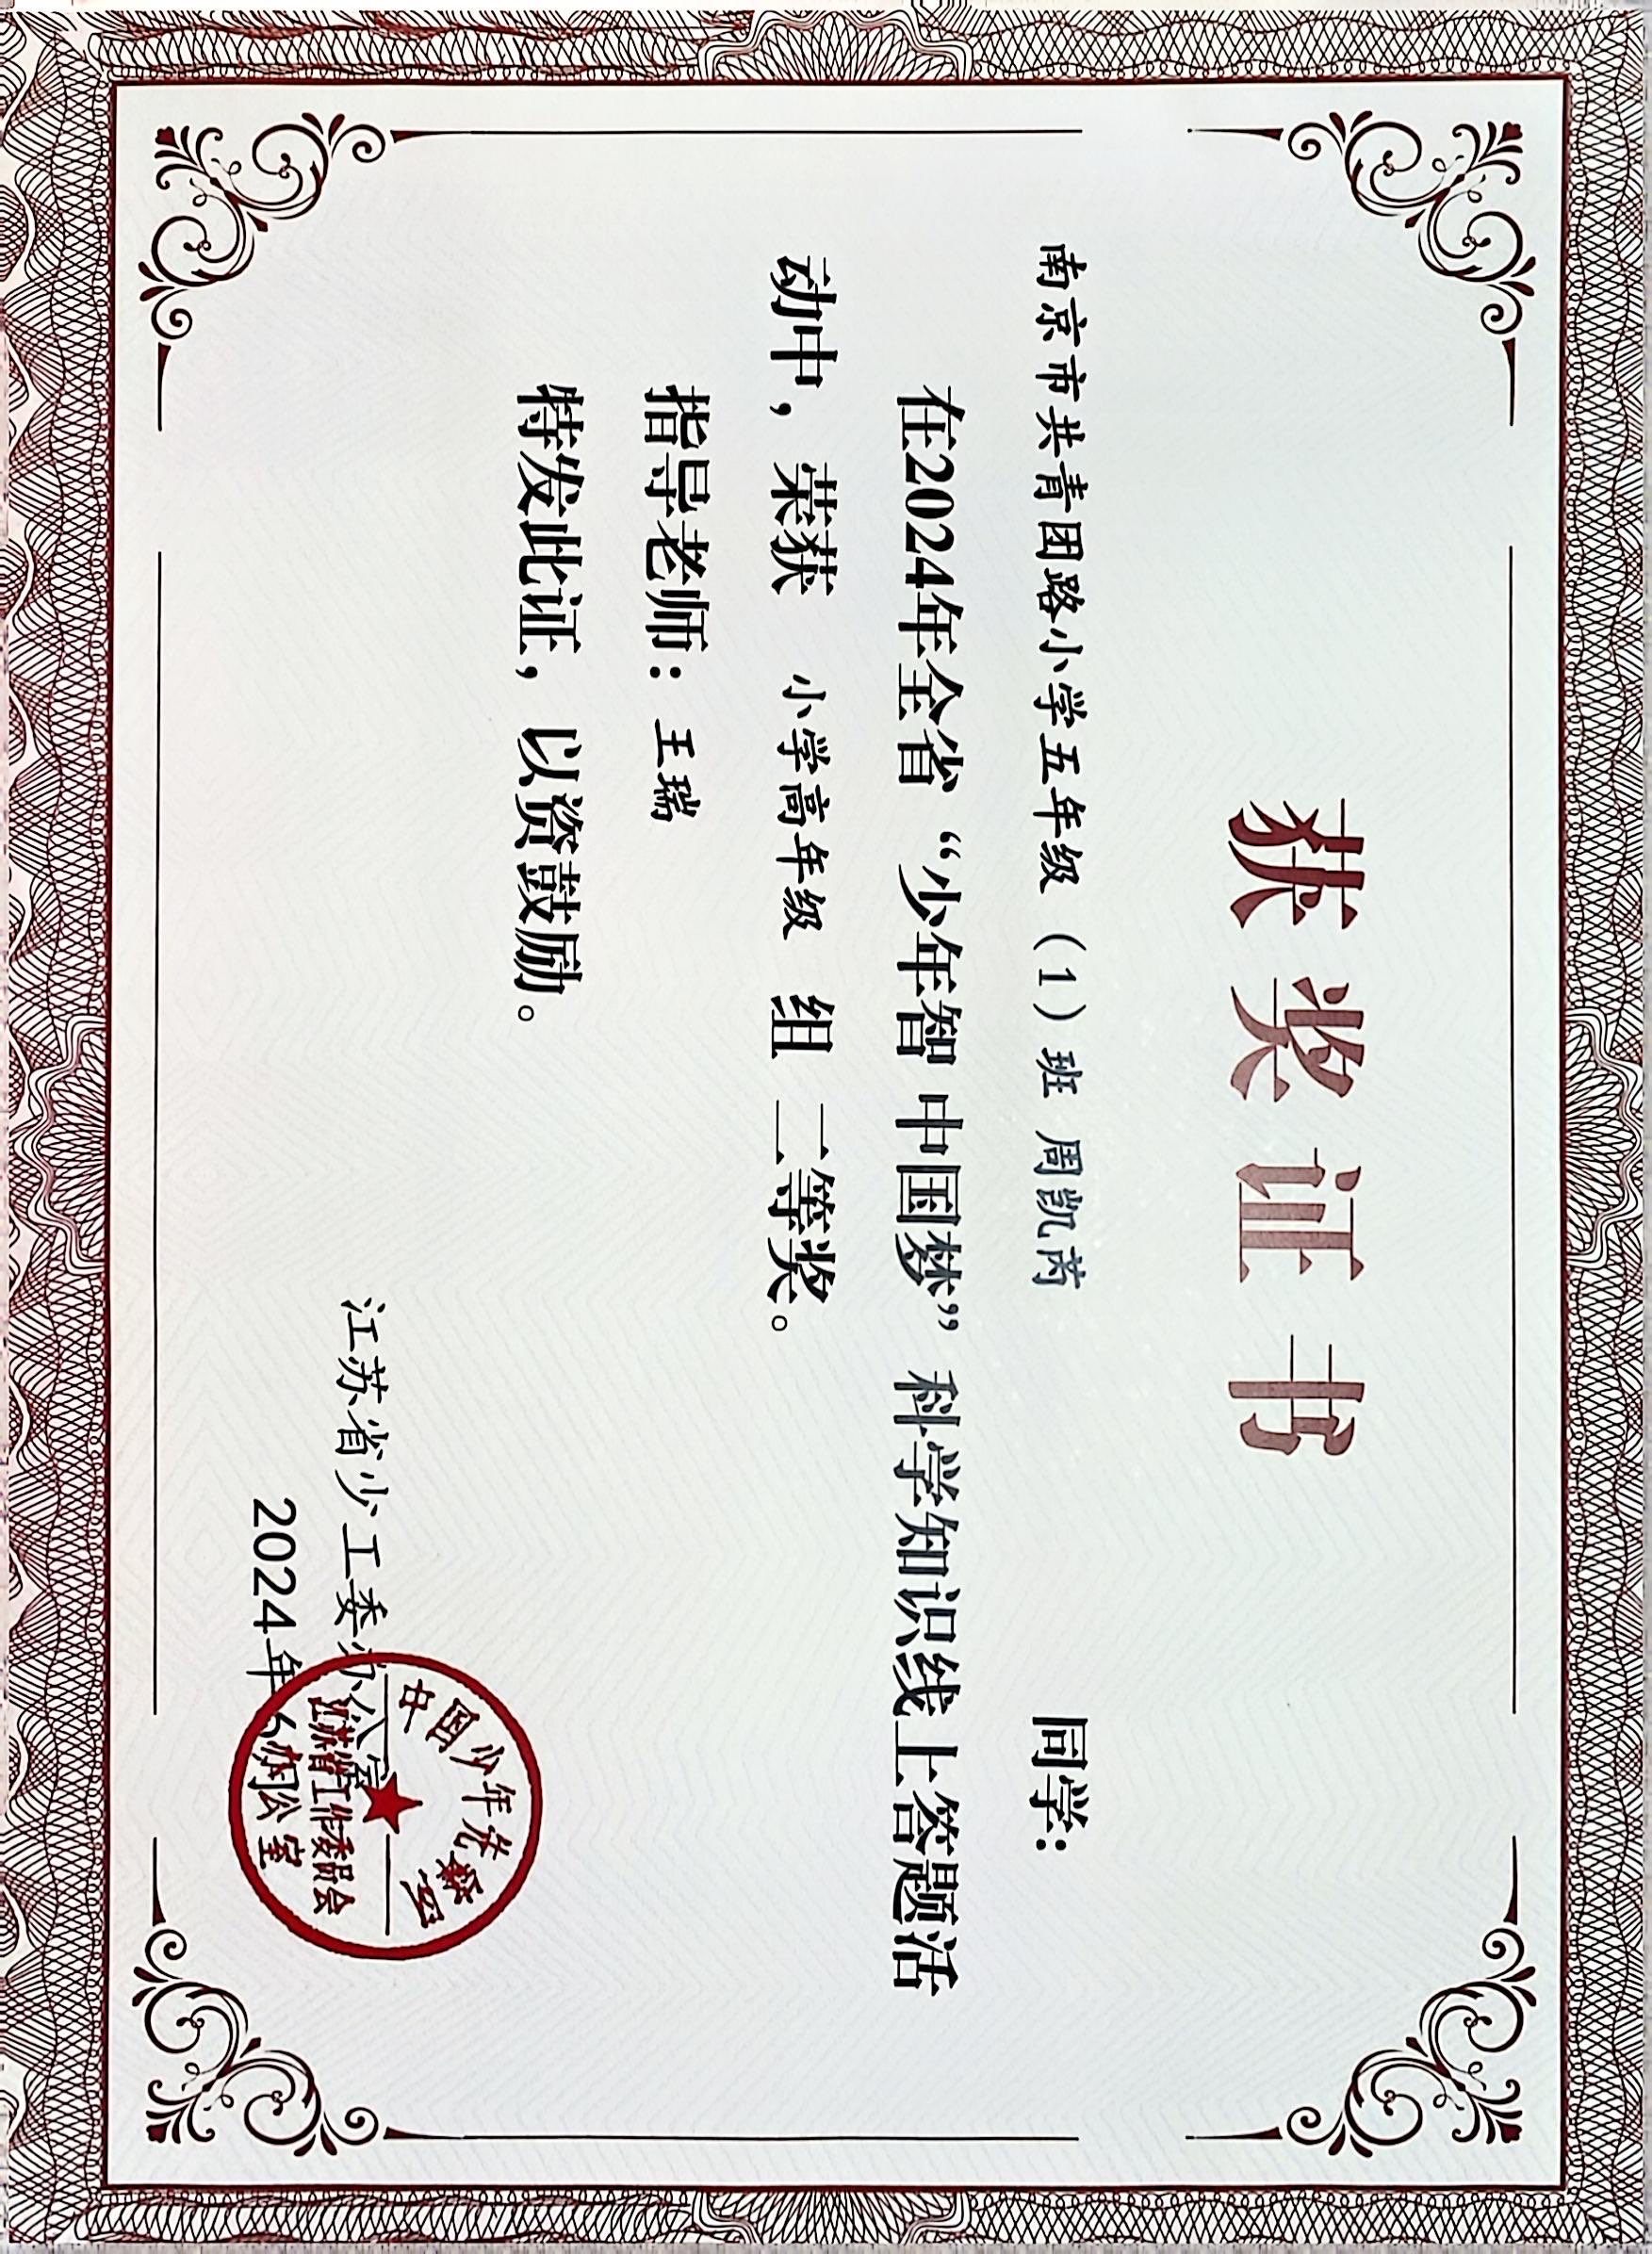 获奖证书
南京市共青团路小学五年级（1）班 周凯芮 同学：
在2024年全省“少年智 中国梦”科学知识线上答题活
动中，荣获 小学高年级 组 二等奖。
指导老师：王瑞
特发此证，以资鼓励。
江苏省少工委办公室
2024年6月
中国少年先锋队
江苏省工作委员会
办公室